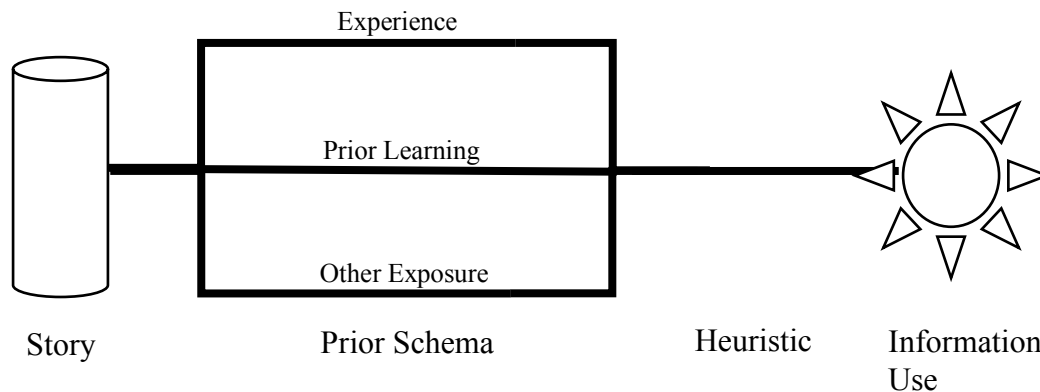 Experience
Prior Learning
Other Exposure
Story
Prior Schema
Heuristic
Information
Use